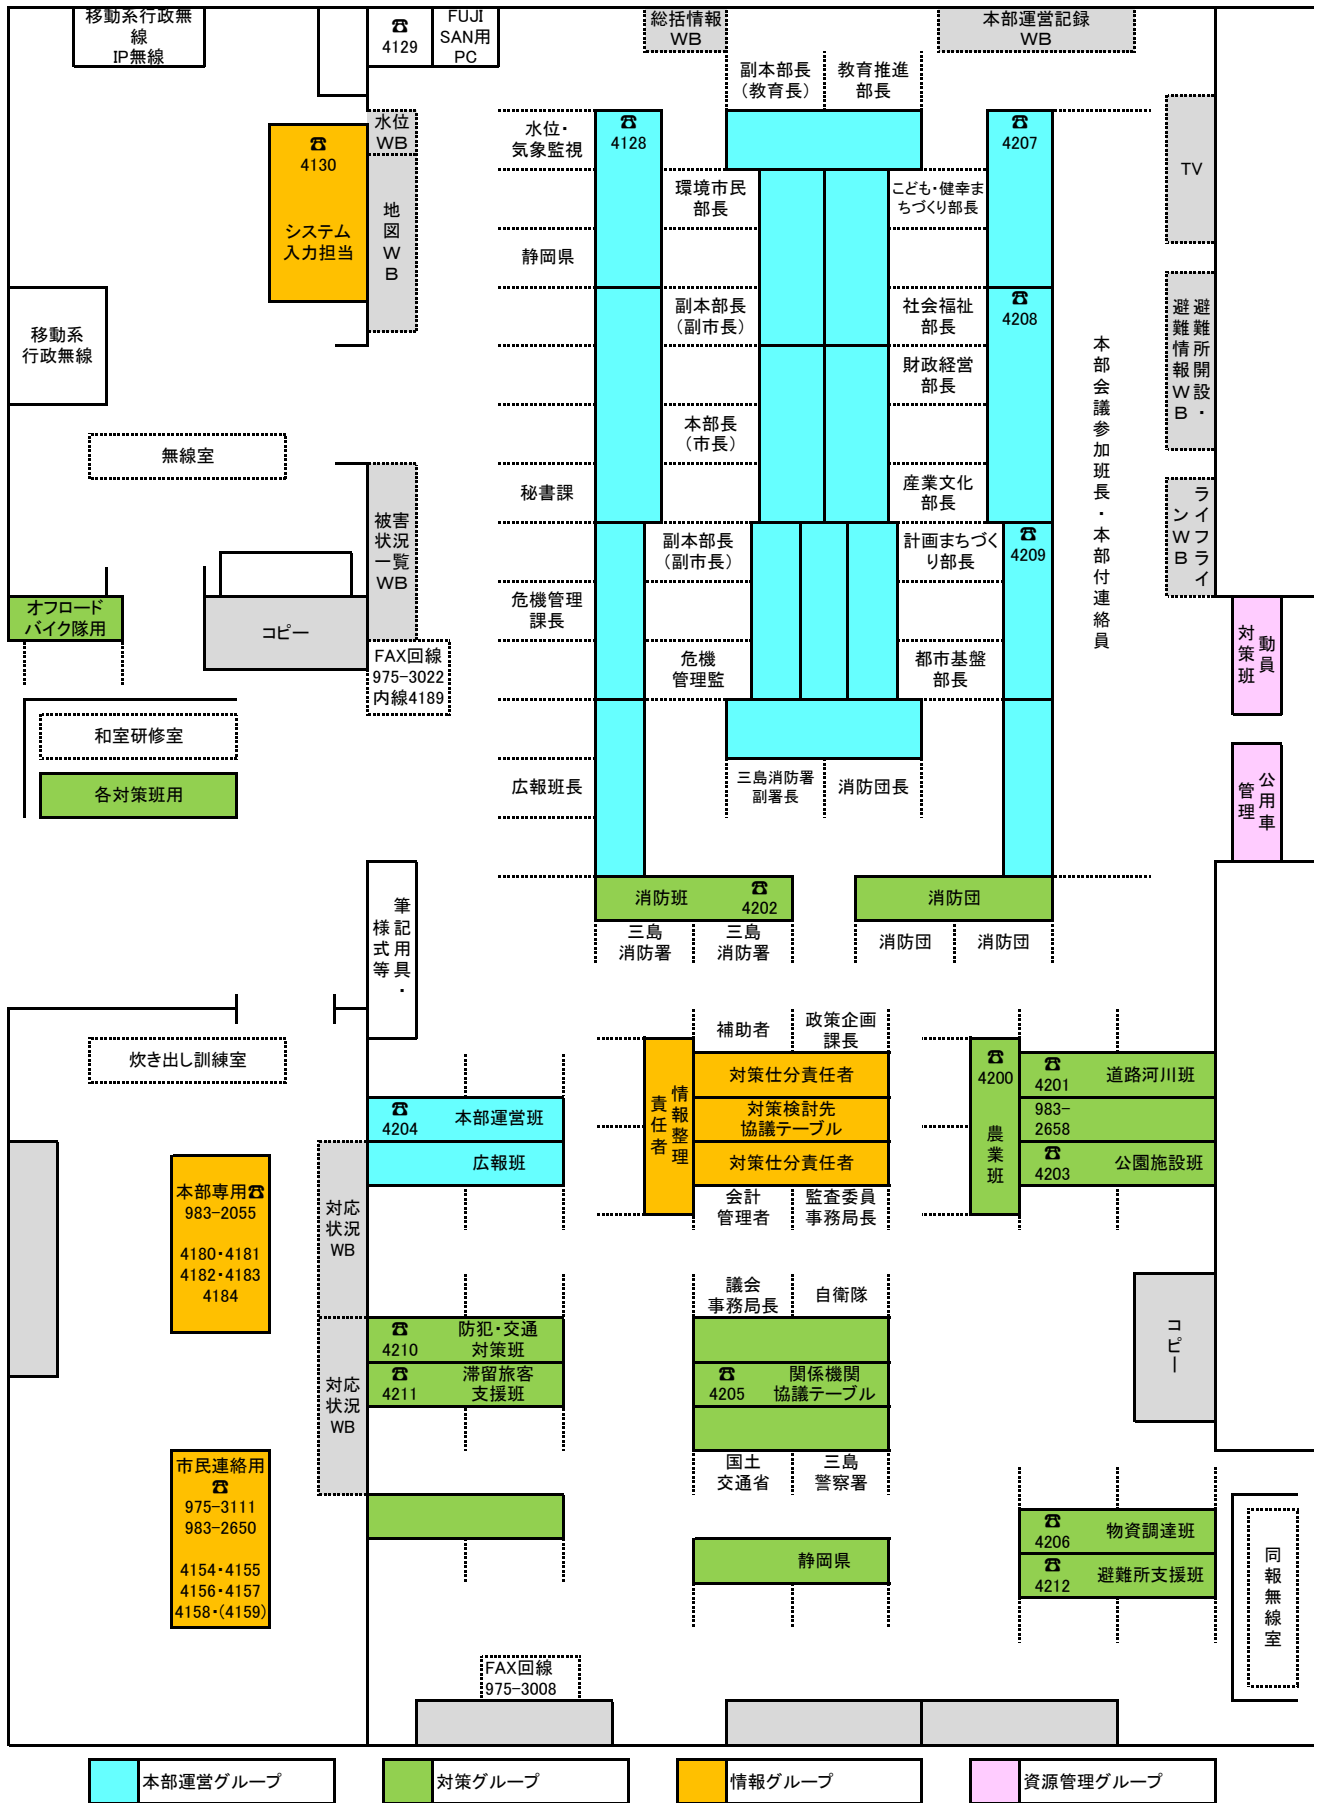 移動系行政無
線
IP無線
☎
4129
FUJI
SAN用
PC
総括情報
WB
本部運営記録
WB
副本部長
（教育長）
教育推進
部長
水位
WB
☎
4130
システム
入力担当
地
図
W
B
水位・
気象監視
☎
4128
☎
4207
TV
環境市民
部長
こども・健幸ま
ちづくり部長
静岡県
移動系
行政無線
副本部長
（副市長）
社会福祉
部長
☎
4208
避難所開設・
避難情報WB
財政経営
部長
本部会議参加班長・本部付連絡員
本部長
（市長）
無線室
秘書課
産業文化
部長
ライフライ
ンWB
被害
状況
一覧
WB
副本部長
（副市長）
計画まちづく
り部長
☎
4209
オフロード
バイク隊用
コピー
危機管理
課長
動員
対策班
FAX回線
975-3022
内線4189
危機
管理監
都市基盤
部長
和室研修室
各対策班用
広報班長
三島消防署
副署長
消防団長
公用車
管理
筆記用具・
様式等
消防班
☎
4202
消防団
三島
消防署
三島
消防署
消防団
消防団
炊き出し訓練室
補助者
政策企画
課長
情報整理
責任者
対策仕分責任者
対策検討先
協議テーブル
対策仕分責任者
会計
管理者
監査委員
事務局長
☎
4200
農業班
☎
4201
道路河川班
983-
2658
☎
4203
公園施設班
☎
4204
本部運営班
広報班
本部専用☎
983-2055
4180・4181
4182・4183
4184
対応
状況
WB
議会
事務局長
自衛隊
コピー
☎
4210
防犯・交通
対策班
☎
4211
滞留旅客
支援班
対応
状況
WB
☎
4205
関係機関
協議テーブル
国土
交通省
三島
警察署
市民連絡用
☎
975-3111
983-2650
4154・4155
4156・4157
4158・(4159)
静岡県
☎
4206
物資調達班
☎
4212
避難所支援班
同報無線室
FAX回線
975-3008
本部運営グループ
対策グループ
情報グループ
資源管理グループ